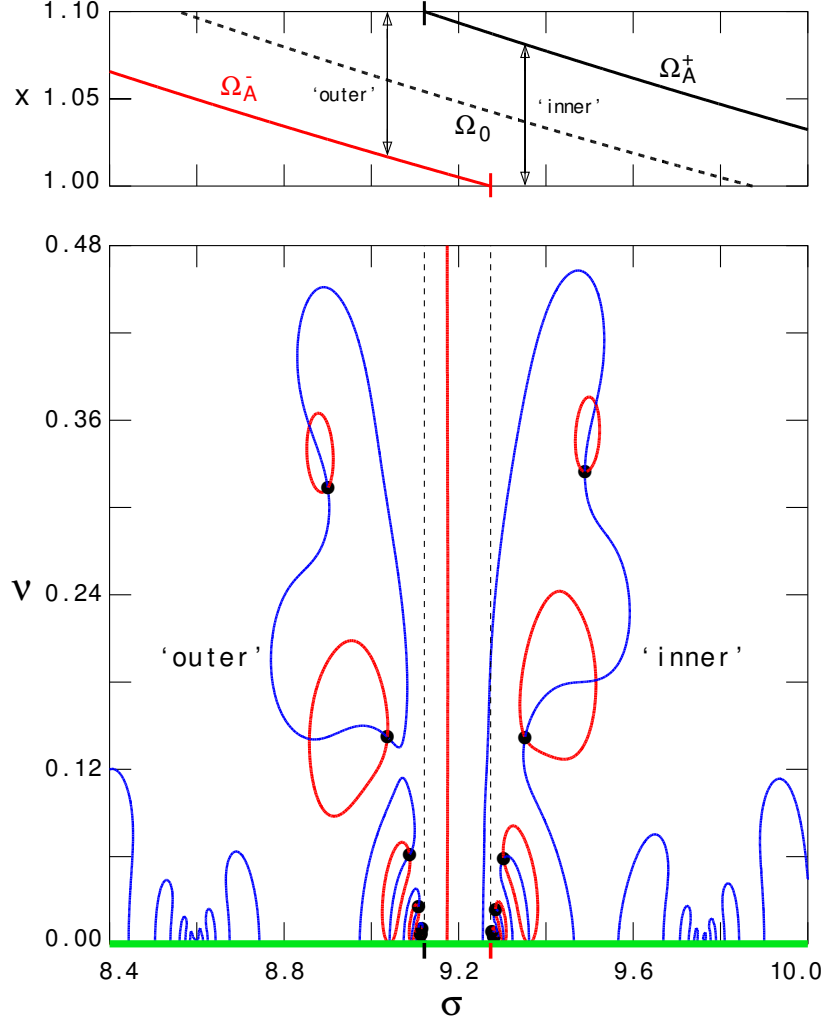 1.10
Ω_A^+
Ω_A^-
'outer'
'inner'
x 1.05
Ω_0
1.00
0.48
0.36
ν 0.24
'outer' 'inner'
0.12
0.00
8.4 8.8 9.2 9.6 10.0
σ